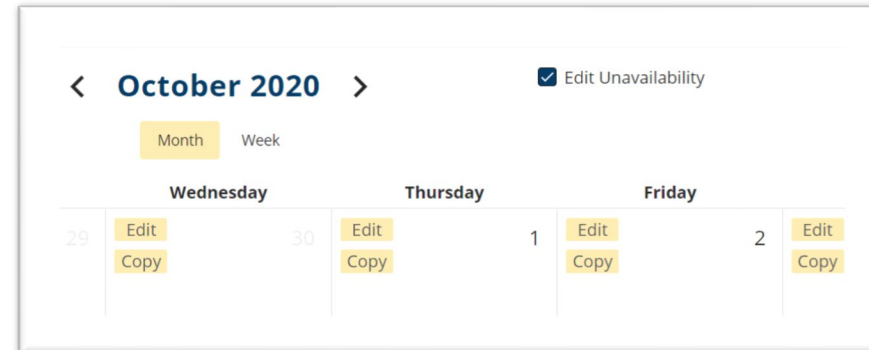 October 2020
Edit Unavailability
Month Week
Wednesday Thursday Friday
29 Edit 30 Edit 1 Edit 2 Edit
Copy Copy Copy Copy